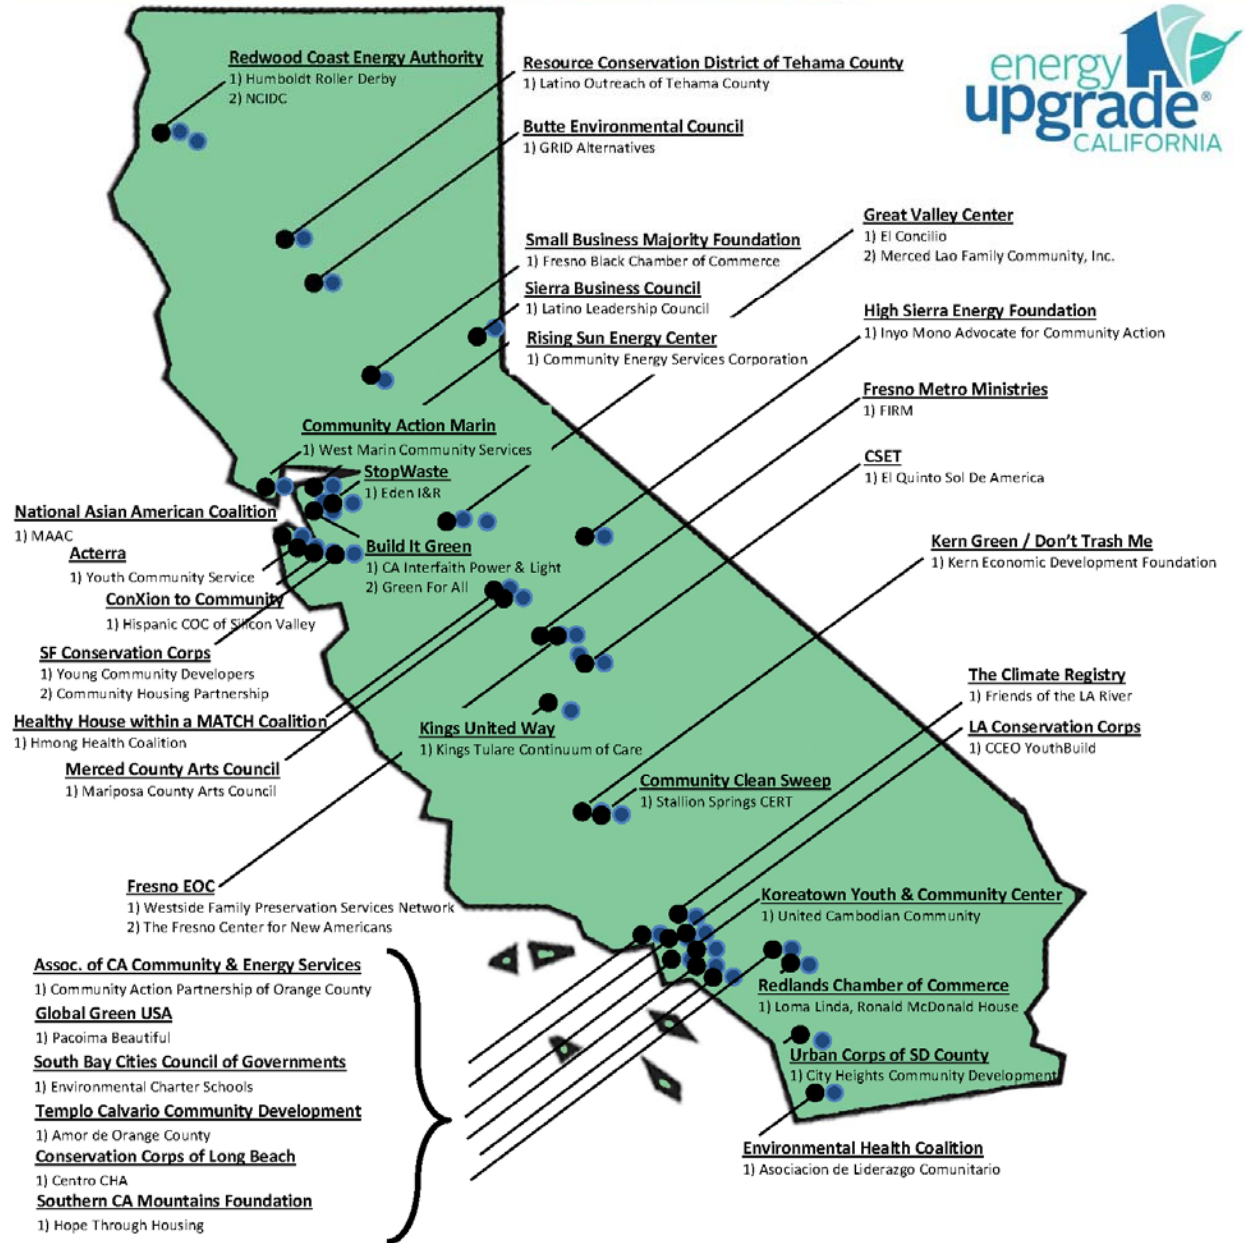 energy
upgrade®
CALIFORNIA
Redwood Coast Energy Authority
1) Humboldt Roller Derby
2) NCIDC
Resource Conservation District of Tehama County
1) Latino Outreach of Tehama County
Butte Environmental Council
1) GRID Alternatives
Great Valley Center
1) El Concilio
2) Merced Lao Family Community, Inc.
Small Business Majority Foundation
1) Fresno Black Chamber of Commerce
Sierra Business Council
1) Latino Leadership Council
Rising Sun Energy Center
1) Community Energy Services Corporation
High Sierra Energy Foundation
1) Inyo Mono Advocate for Community Action
Fresno Metro Ministries
1) FIRM
CSET
1) El Quinto Sol De America
Community Action Marin
1) West Marin Community Services
StopWaste
1) Eden I&R
National Asian American Coalition
1) MAAC
Acterra
1) Youth Community Service
ConXion to Community
1) Hispanic COC of Silicon Valley
Build It Green
1) CA Interfaith Power & Light
2) Green For All
Kern Green / Don't Trash Me
1) Kern Economic Development Foundation
SF Conservation Corps
1) Young Community Developers
2) Community Housing Partnership
Healthy House within a MATCH Coalition
1) Hmong Health Coalition
Merced County Arts Council
1) Mariposa County Arts Council
Kings United Way
1) Kings Tulare Continuum of Care
The Climate Registry
1) Friends of the LA River
LA Conservation Corps
1) CCEO YouthBuild
Community Clean Sweep
1) Stallion Springs CERT
Fresno EOC
1) Westside Family Preservation Services Network
2) The Fresno Center for New Americans
Koreatown Youth & Community Center
1) United Cambodian Community
Assoc. of CA Community & Energy Services
1) Community Action Partnership of Orange County
Global Green USA
1) Pacoima Beautiful
South Bay Cities Council of Governments
1) Environmental Charter Schools
Templo Calvario Community Development
1) Amor de Orange County
Conservation Corps of Long Beach
1) Centro CHA
Southern CA Mountains Foundation
1) Hope Through Housing
Redlands Chamber of Commerce
1) Loma Linda, Ronald McDonald House
Urban Corps of SD County
1) City Heights Community Development
Environmental Health Coalition
1) Asociacion de Liderazgo Comunitario